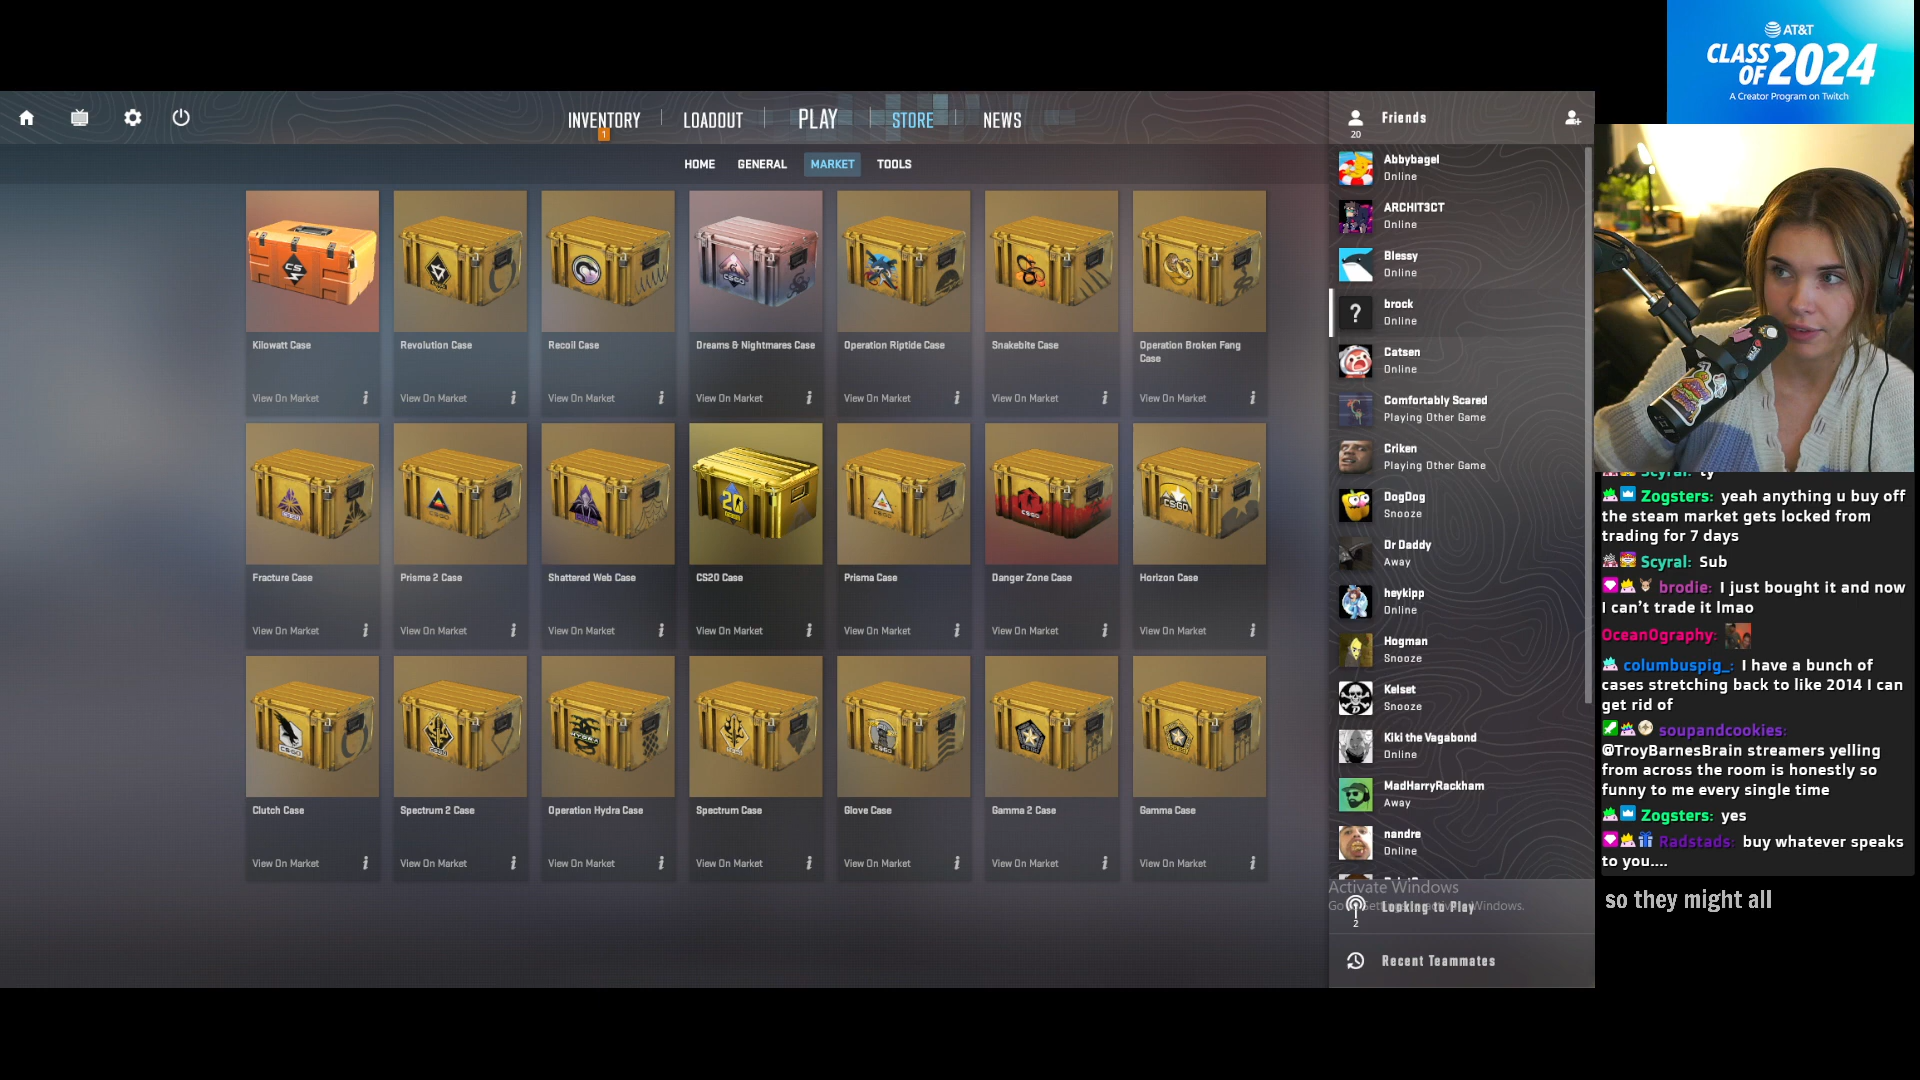 AT&T
CLASS
OF 2024
A Creator Program on Twitch
INVENTORY
1
LOADOUT
PLAY
STORE
NEWS
HOME
GENERAL
MARKET
TOOLS
Kilowatt Case
Revolution Case
Recoil Case
Dreams & Nightmares Case
Operation Riptide Case
Snakebite Case
Operation Broken Fang
Case
View On Market
View On Market
View On Market
View On Market
View On Market
View On Market
View On Market
Fracture Case
Prisma 2 Case
Shattered Web Case
CS20 Case
Prisma Case
Danger Zone Case
Horizon Case
View On Market
View On Market
View On Market
View On Market
View On Market
View On Market
View On Market
Clutch Case
Spectrum 2 Case
Operation Hydra Case
Spectrum Case
Glove Case
Gamma 2 Case
Gamma Case
View On Market
View On Market
View On Market
View On Market
View On Market
View On Market
View On Market
Friends
20
Abbybagel
Online
ARCHIT3CT
Online
Blessy
Online
brock
Online
Catsen
Online
Comfortably Scared
Playing Other Game
Criken
Playing Other Game
DogDog
Snooze
Dr Daddy
Away
heykipp
Online
Hogman
Snooze
Kelset
Snooze
Kiki the Vagabond
Online
MadHarryRackham
Away
nandre
Online
Activate Windows
Looking to Play
2
Recent Teammates
Scyral: ty
Zogsters: yeah anything u buy off
the steam market gets locked from
trading for 7 days
Scyral: Sub
brodie: I just bought it and now
I can't trade it lmao
OceanOgraphy:
columbuspig_: I have a bunch of
cases stretching back to like 2014 I can
get rid of
soupandcookies:
@TroyBarnesBrain streamers yelling
from across the room is honestly so
funny to me every single time
Zogsters: yes
Radstads: buy whatever speaks
to you....
so they might all